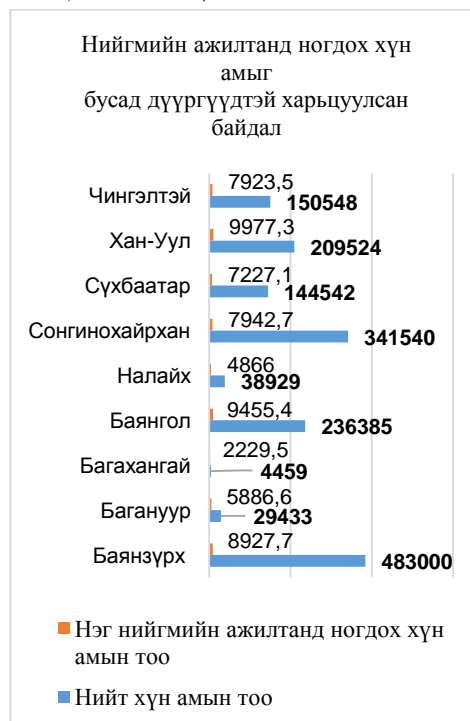 Нийгмийн ажилтанд ногдох хүн
амыг
бусад дүүргүүдтэй харьцуулсан
байдал
Чингэлтэй 7923,5 150548
Хан-Уул 9977,3 209524
Сүхбаатар 7227,1 144542
Сонгинохайрхан 7942,7 341540
Налайх 4866 38929
Баянгол 9455,4 236385
Багахангай 2229,5 4459
Багануур 5886,6 29433
Баянзүрх 8927,7 483000
Нэг нийгмийн ажилтанд ногдох хүн
амын тоо
Нийт хүн амын тоо